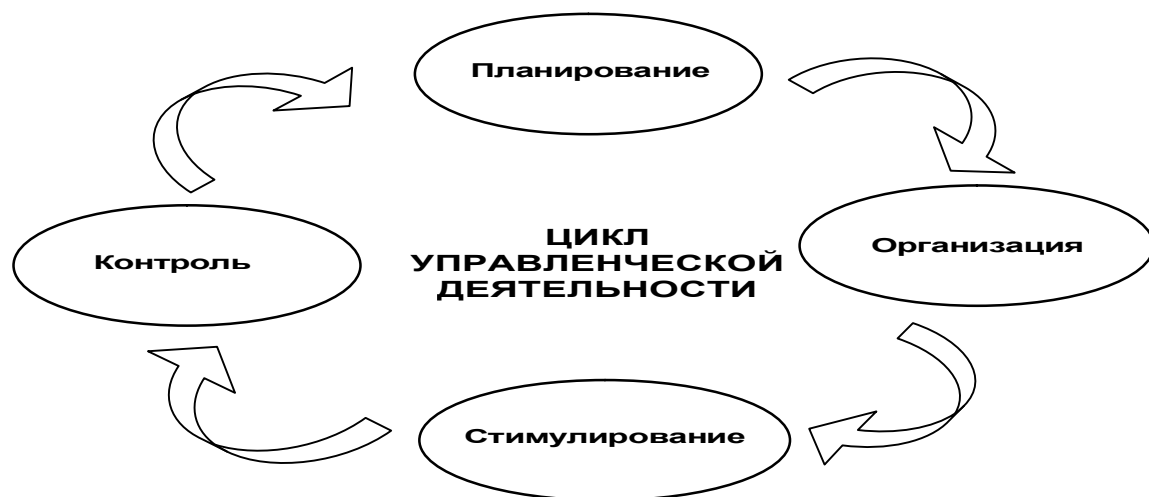 Планирование
Организация
ЦИКЛ
УПРАВЛЕНЧЕСКОЙ
ДЕЯТЕЛЬНОСТИ
Контроль
Стимулирование